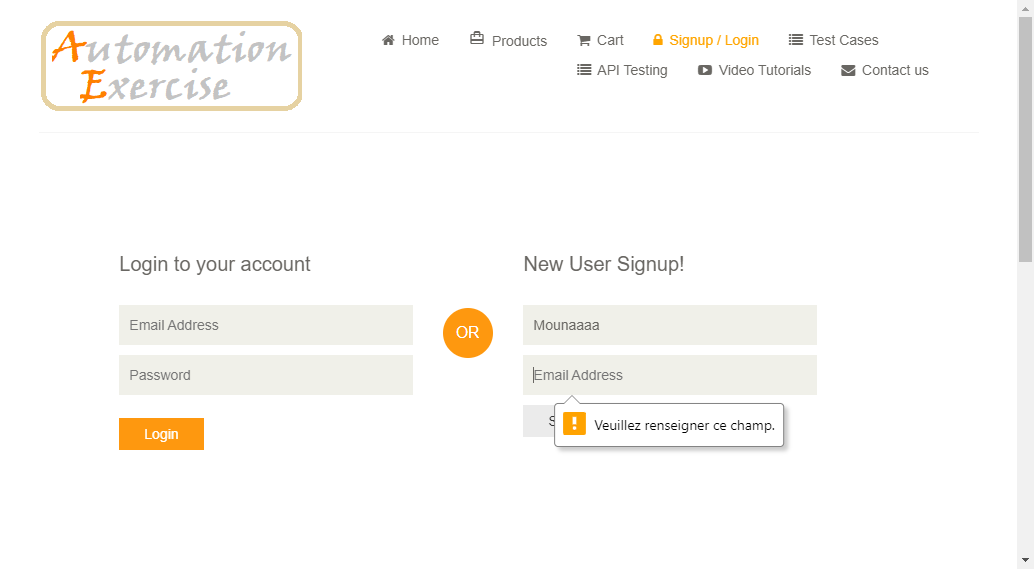 Automation
Exercise
Home Products Cart Signup / Login Test Cases
API Testing Video Tutorials Contact us
Login to your account
Email Address
Password
Login
OR
New User Signup!
Mounaaaa
Email Address
S
Veuillez renseigner ce champ.